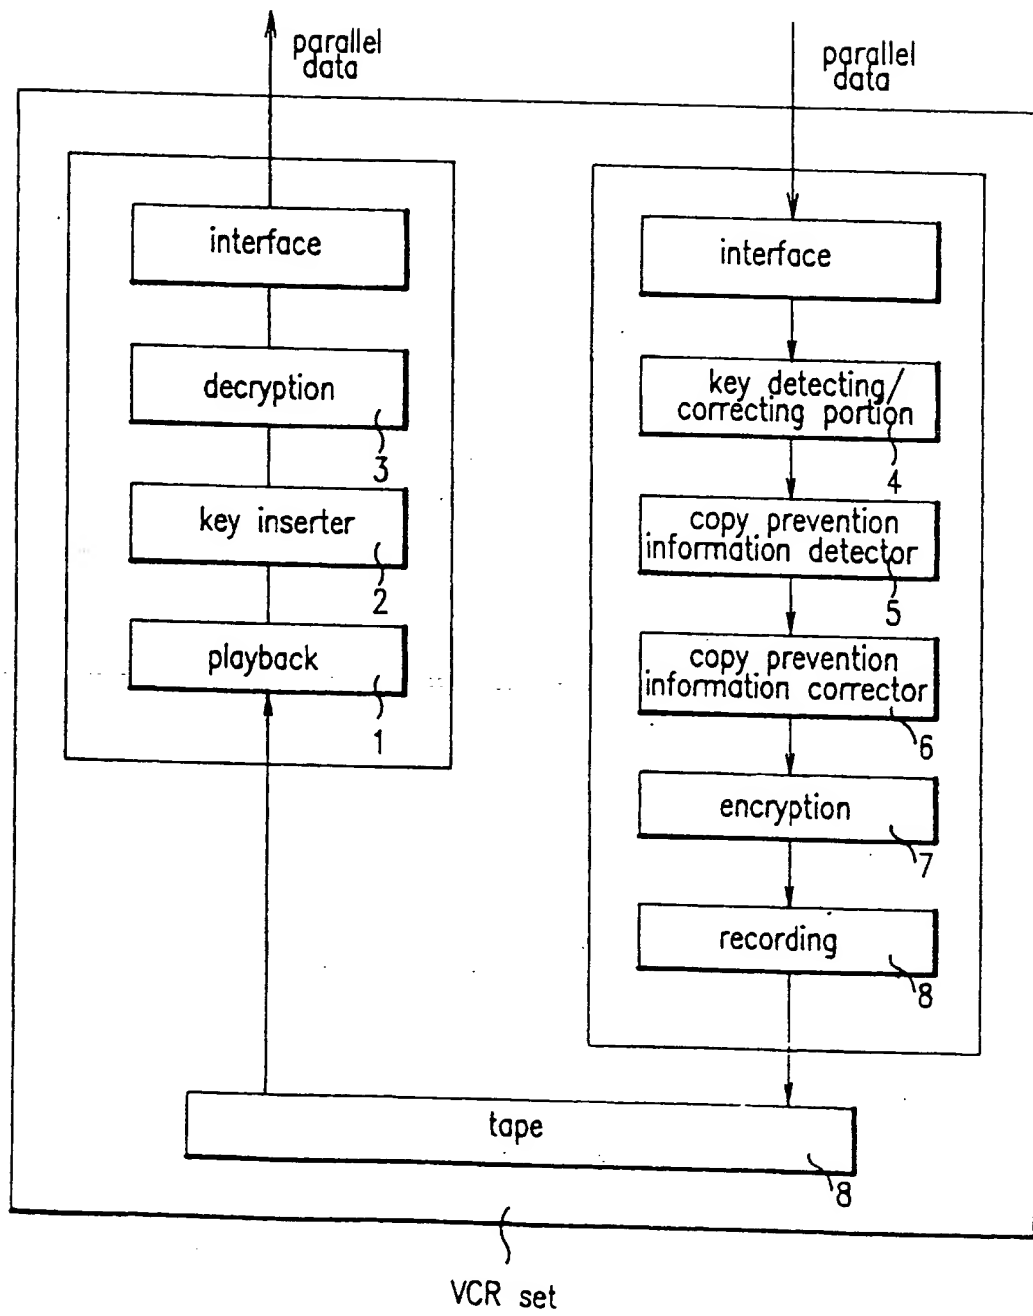 parallel
data
interface
decryption
3
key inserter
2
playback
1
parallel
data
interface
key detecting/
correcting portion
4
copy prevention
information detector
5
copy prevention
information corrector
6
encryption
7
recording
8
tape
8
VCR set